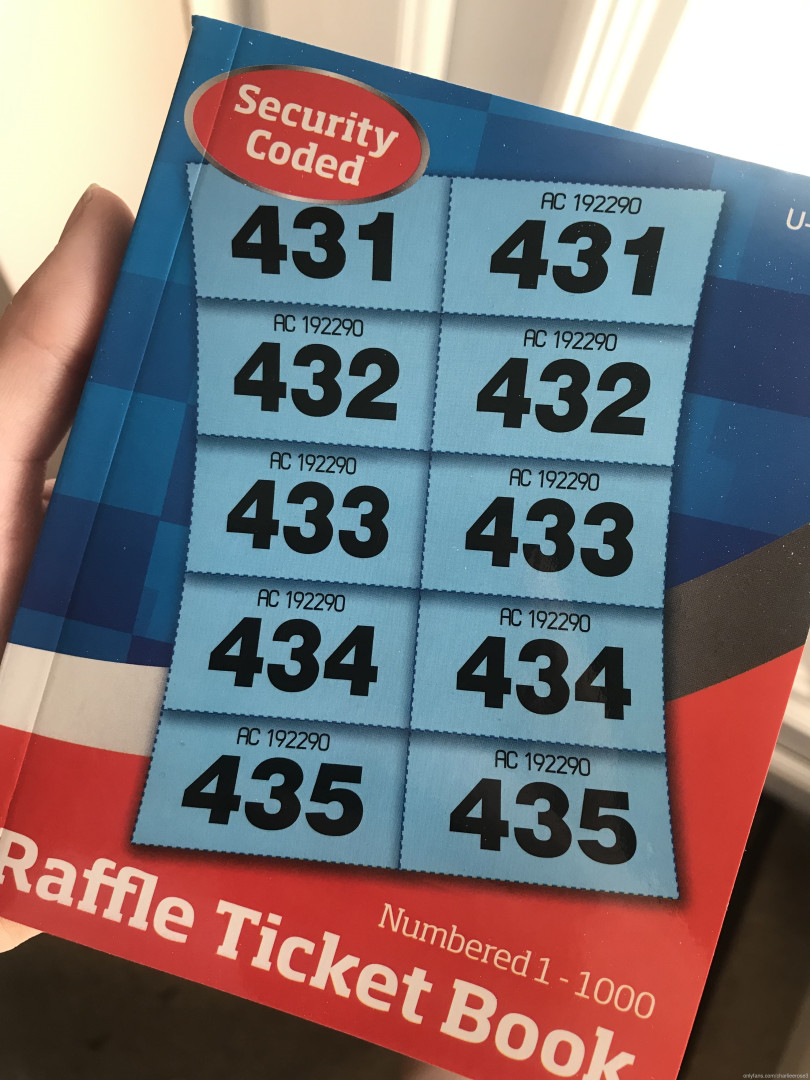 Security
Coded
U-
431
AC 192290
431
AC 192290
432
AC 192290
432
AC 192290
433
AC 192290
433
AC 192290
434
AC 192290
434
AC 192290
435
AC 192290
435
Numbered 1 - 1000
Raffle Ticket Book